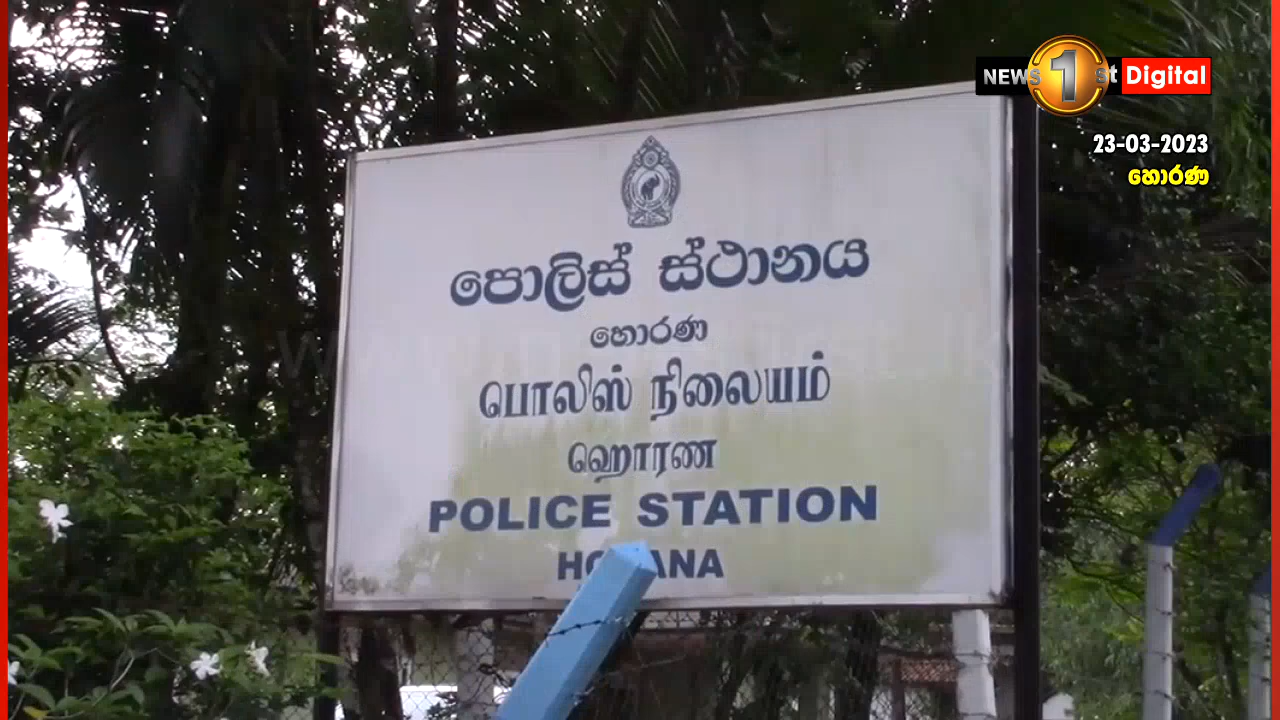 NEWS 1st Digital
23-03-2023
හොරණ
පොලිස් ස්ථානය
හොරණ
பொலிஸ் நிலையம்
ஹொரண
POLICE STATION